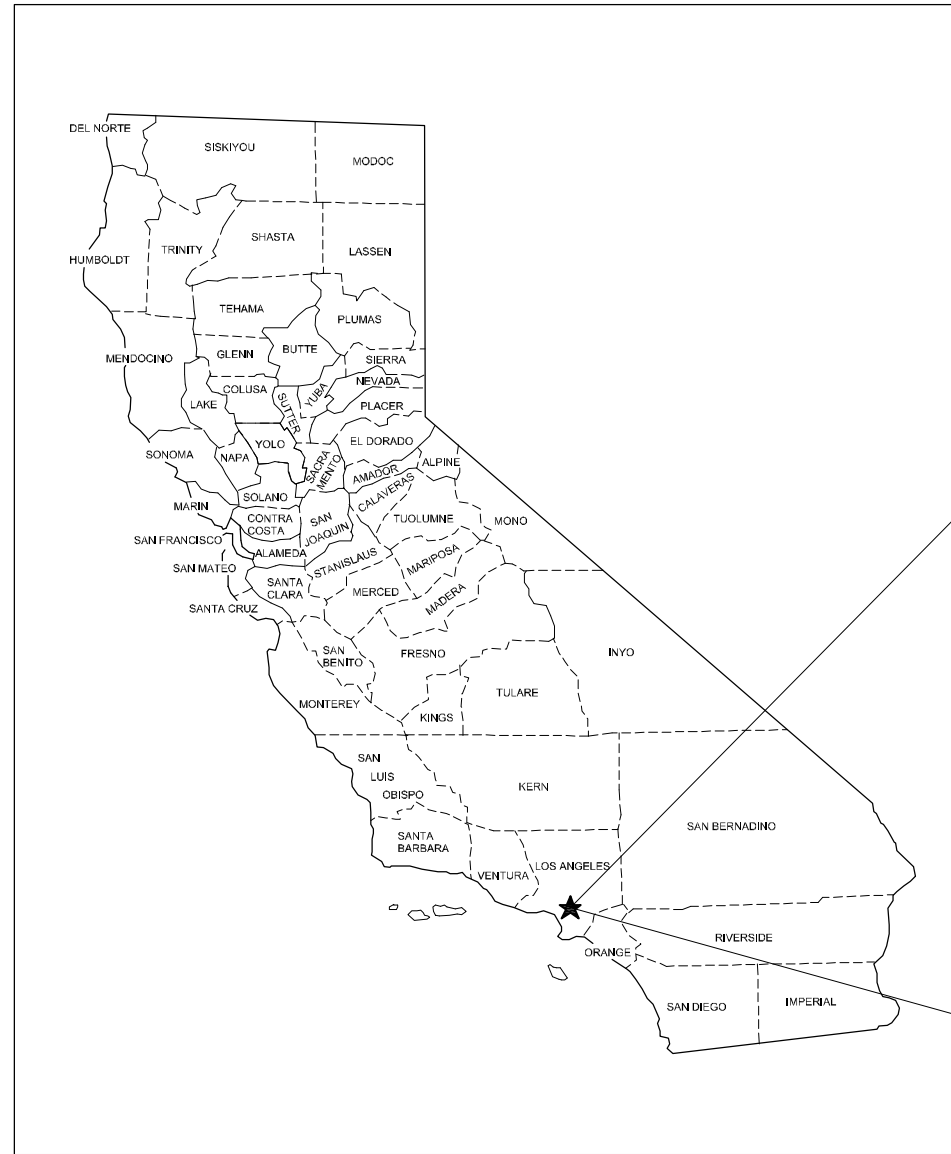 DEL NORTE
SISKIYOU
MODOC
HUMBOLDT
TRINITY
SHASTA
LASSEN
TEHAMA
PLUMAS
MENDOCINO
GLENN
BUTTE
SIERRA
COLUSA
LAKE
SUTTER
YUBA
NEVADA
PLACER
SONOMA
NAPA
YOLO
SACRA
MENTO
EL DORADO
ALPINE
AMADOR
MARIN
SOLANO
CALAVERAS
CONTRA
COSTA
SAN
JOAQUIN
TUOLUMNE
MONO
SAN FRANCISCO
ALAMEDA
STANISLAUS
MARIPOSA
SAN MATEO
SANTA
CLARA
MERCED
MADERA
SANTA CRUZ
SAN
BENITO
FRESNO
INYO
MONTEREY
KINGS
TULARE
SAN
LUIS
OBISPO
KERN
SAN BERNADINO
SANTA
BARBARA
VENTURA
LOS ANGELES
ORANGE
RIVERSIDE
SAN DIEGO
IMPERIAL